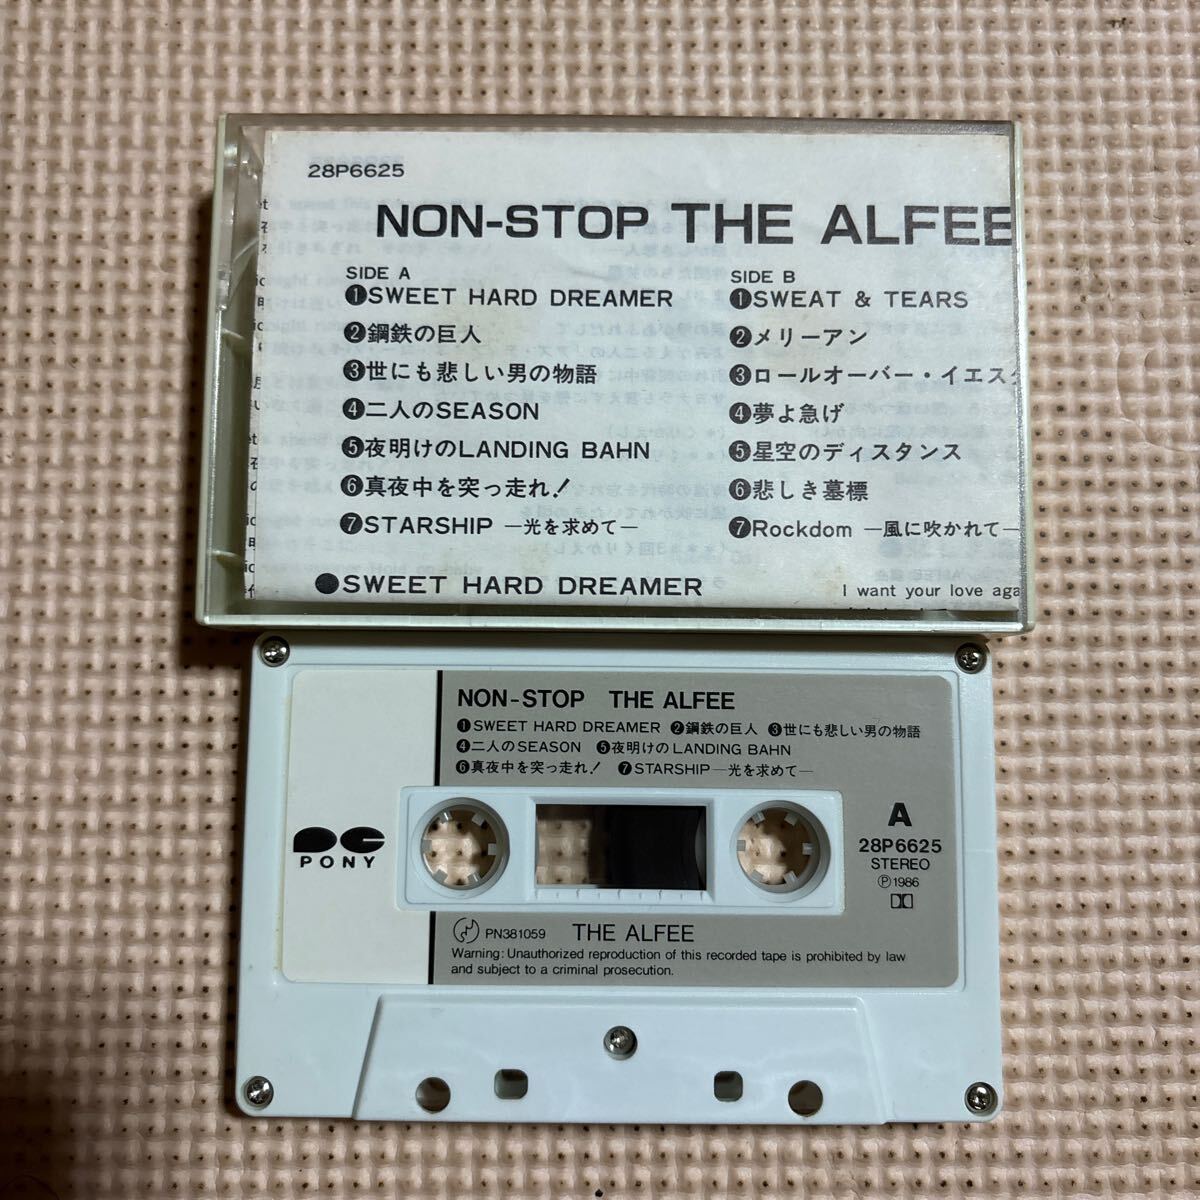 28P6625
NON-STOP THE ALFEE
SIDE A
❶SWEET HARD DREAMER
❷鋼鉄の巨人
❸世にも悲しい男の物語
❹二人のSEASON
❺夜明けのLANDING BAHN
❻真夜中を突っ走れ!
❼STARSHIP —光を求めて—
SIDE B
❶SWEAT & TEARS
❷メリーアン
❸ロールオーバー・イエスタ
❹夢よ急げ
❺星空のディスタンス
❻悲しき墓標
❼Rockdom —風に吹かれて—
●SWEET HARD DREAMER
I want your love aga
NON-STOP THE ALFEE
❶SWEET HARD DREAMER ❷鋼鉄の巨人 ❸世にも悲しい男の物語
❹二人のSEASON ❺夜明けのLANDING BAHN
❻真夜中を突っ走れ! ❼STARSHIP—光を求めて—
PONY
A
28P6625
STEREO
Ⓟ1986
PN381059 THE ALFEE
Warning: Unauthorized reproduction of this recorded tape is prohibited by law
and subject to a criminal prosecution.